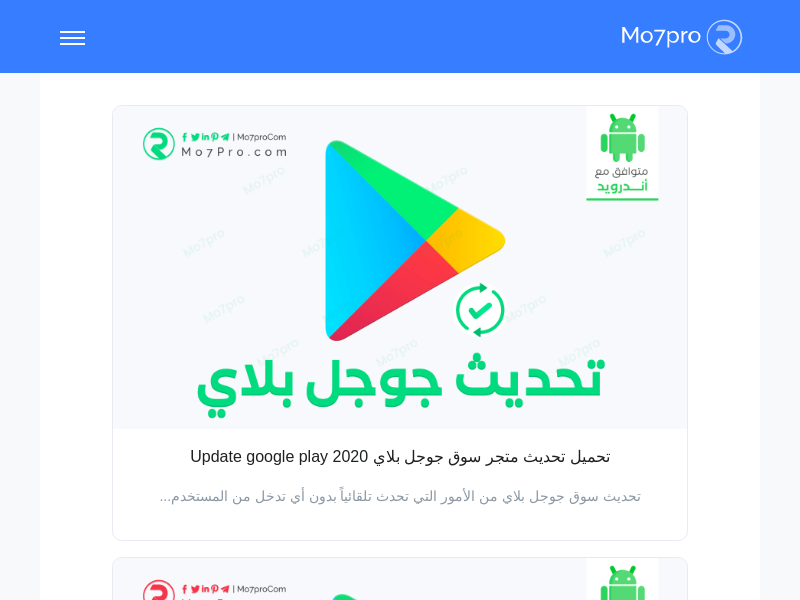 Mo7pro
| Mo7proCom
Mo7Pro.com
متوافق مع
أنــدرويد
Mo7pro
Mo7pro
Mo7pro
Mo7pro
Mo7pro
Mo7pro
Mo7pro
Mo7pro
Mo7pro
Mo7pro
Mo7pro
تحديث جوجل بلاي
تحميل تحديث متجر سوق جوجل بلاي Update google play 2020
تحديث سوق جوجل بلاي من الأمور التي تحدث تلقائياً بدون أي تدخل من المستخدم...
| Mo7proCom